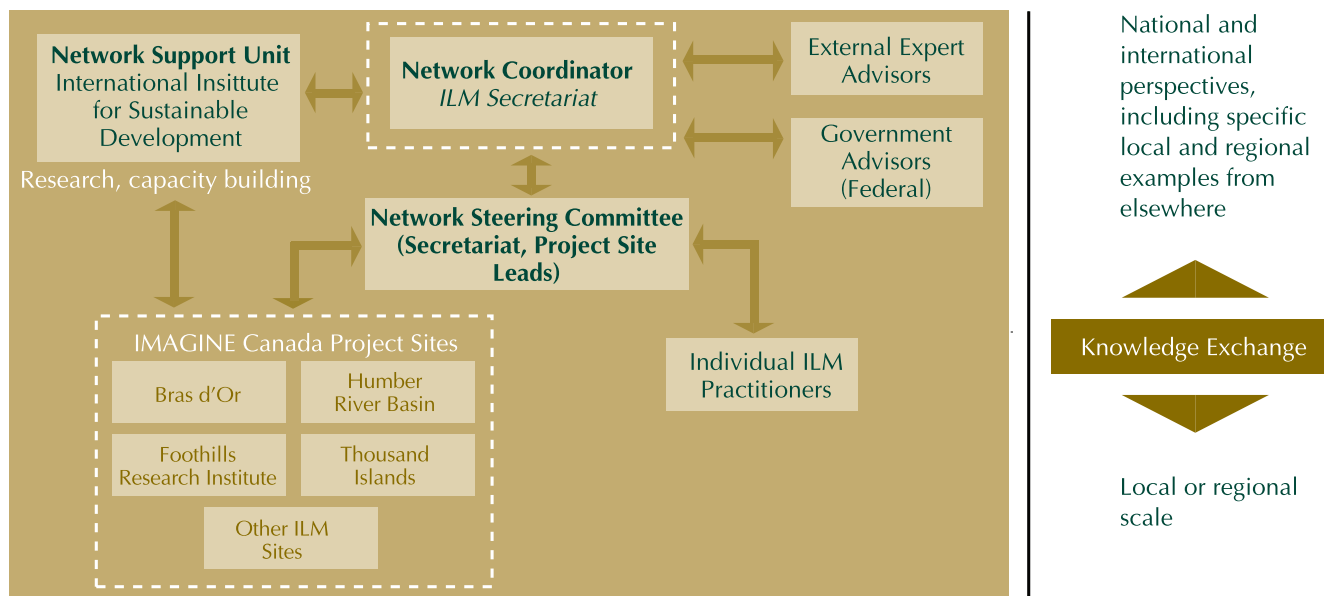 Network Support Unit
International Insittute
for Sustainable
Development
Research, capacity building
Network Coordinator
ILM Secretariat
External Expert
Advisors
Government
Advisors
(Federal)
Network Steering Committee
(Secretariat, Project Site
Leads)
IMAGINE Canada Project Sites
Bras d’Or
Humber
River Basin
Foothills
Research Institute
Thousand
Islands
Other ILM
Sites
Individual ILM
Practitioners
National and
international
perspectives,
including specific
local and regional
examples from
elsewhere
Knowledge Exchange
Local or regional
scale